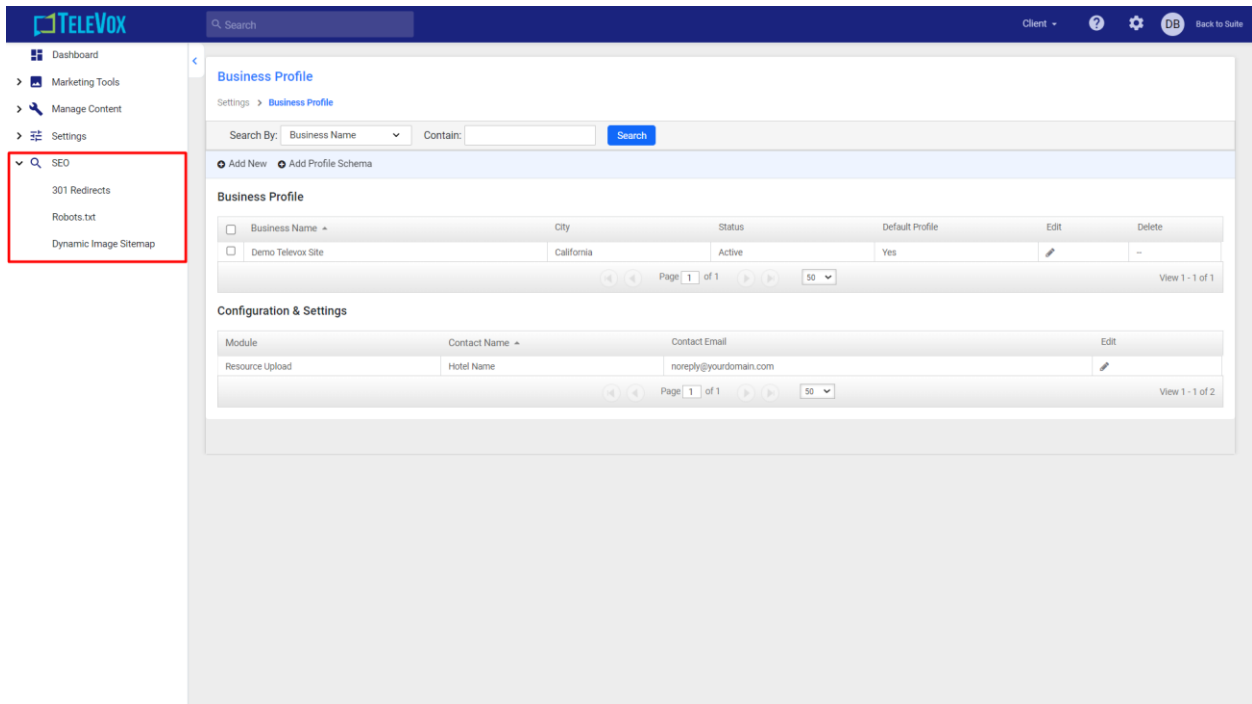 TELEVOX
Search
Client
?
DB
Back to Suite
Dashboard
Marketing Tools
Manage Content
Settings
SEO
301 Redirects
Robots.txt
Dynamic Image Sitemap
Business Profile
Settings > Business Profile
Search By: Business Name Contain: Search
Add New Add Profile Schema
Business Profile
Business Name City Status Default Profile Edit Delete
Demo Televox Site California Active Yes --
Page 1 of 1 50 View 1 - 1 of 1
Configuration & Settings
Module Contact Name Contact Email Edit
Resource Upload Hotel Name noreply@yourdomain.com
Page 1 of 1 50 View 1 - 1 of 2